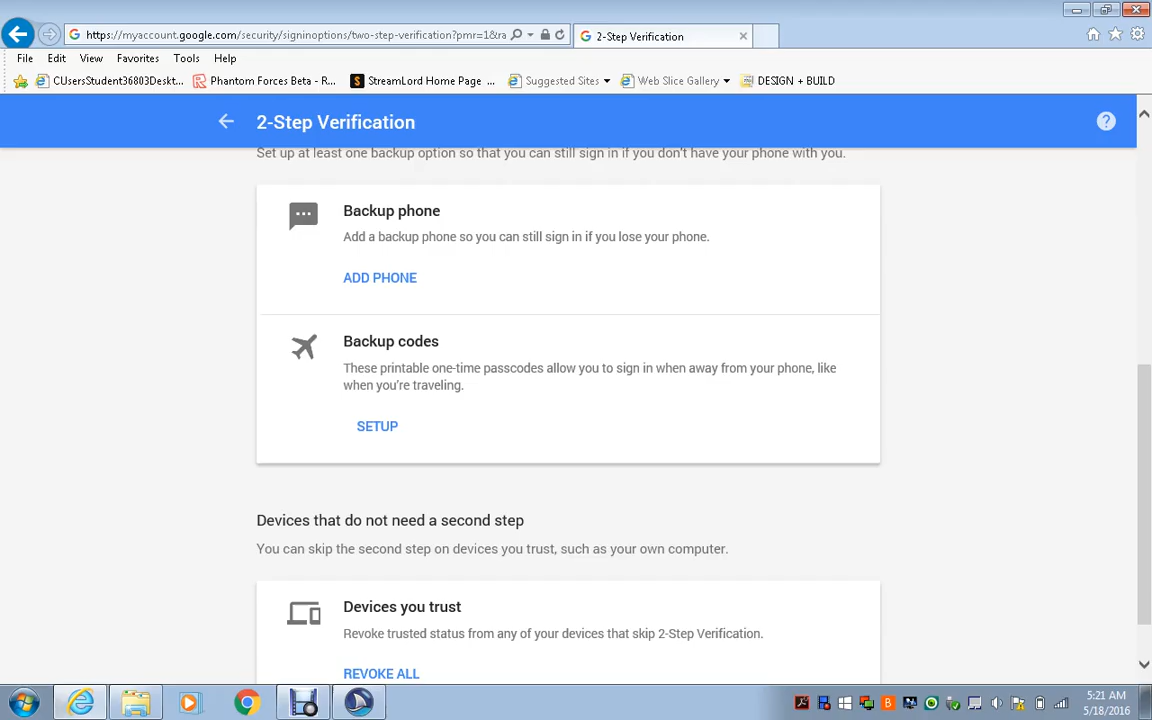 https://myaccount.google.com/security/signinoptions/two-step-verification?pmr=1&ra
2-Step Verification
File Edit View Favorites Tools Help
CUsersStudent36803Deskt...
Phantom Forces Beta - R...
StreamLord Home Page ...
Suggested Sites
Web Slice Gallery
DESIGN + BUILD
2-Step Verification
?
Set up at least one backup option so that you can still sign in if you don't have your phone with you.
Backup phone
Add a backup phone so you can still sign in if you lose your phone.
ADD PHONE
Backup codes
These printable one-time passcodes allow you to sign in when away from your phone, like
when you're traveling.
SETUP
Devices that do not need a second step
You can skip the second step on devices you trust, such as your own computer.
Devices you trust
Revoke trusted status from any of your devices that skip 2-Step Verification.
REVOKE ALL
5:21 AM
5/18/2016